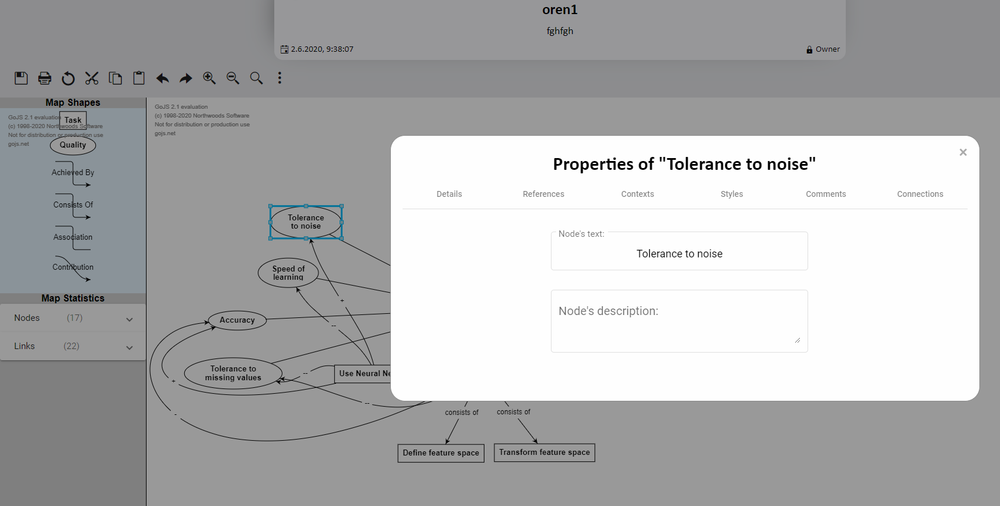 oren1
fghfgh
2.6.2020, 9:38:07
Owner
Map Shapes
GoJS 2.1 evaluation
(c) 1998-2020 Northwoods Software
Not for distribution or production use
gojs.net
Task
Quality
Achieved By
Consists Of
Association
Contribution
Map Statistics
Nodes (17)
Links (22)
GoJS 2.1 evaluation
(c) 1998-2020 Northwoods Software
Not for distribution or production use
gojs.net
Tolerance
to noise
Speed of
learning
+
--
Accuracy
Tolerance to
missing values
--
Use Neural Ne
+
--
-
consists of
consists of
Define feature space
Transform feature space
Properties of "Tolerance to noise"
×
Details References Contexts Styles Comments Connections
Node's text:
Tolerance to noise
Node's description: